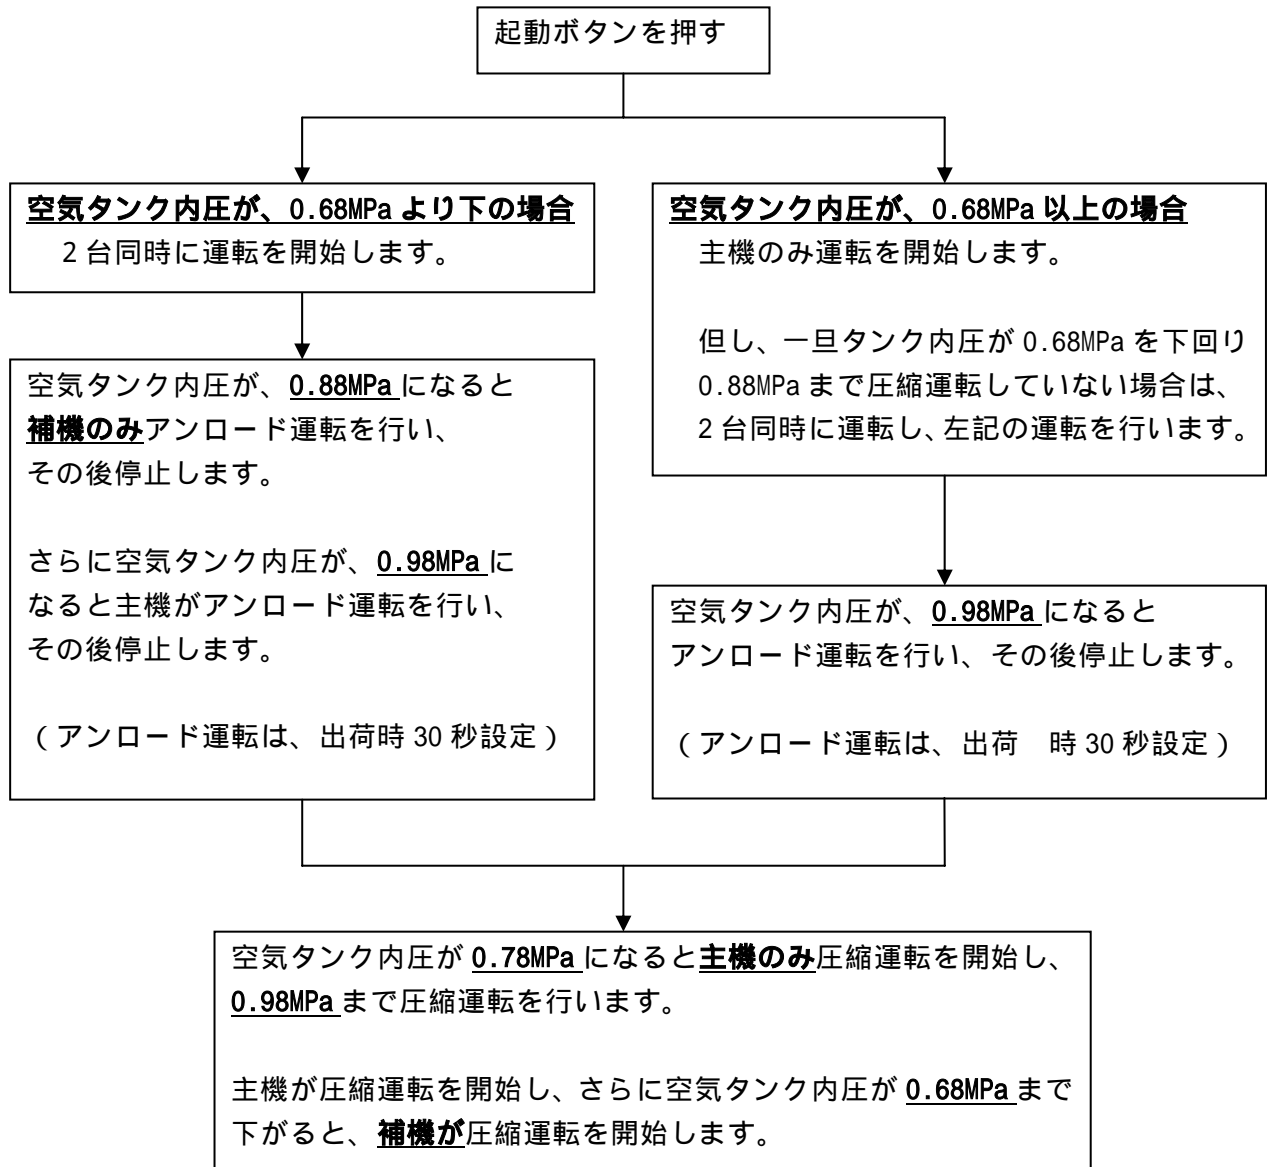 起動ボタンを押す
空気タンク内圧が、0.68MPa より下の場合
2 台同時に運転を開始します。
空気タンク内圧が、0.88MPa になると
補機のみアンロード運転を行い、
その後停止します。
さらに空気タンク内圧が、0.98MPa に
なると主機がアンロード運転を行い、
その後停止します。
（アンロード運転は、出荷時 30 秒設定）
空気タンク内圧が、0.68MPa 以上の場合
主機のみ運転を開始します。
但し、一旦タンク内圧が 0.68MPa を下回り
0.88MPa まで圧縮運転していない場合は、
2 台同時に運転し、左記の運転を行います。
空気タンク内圧が、0.98MPa になると
アンロード運転を行い、その後停止します。
（アンロード運転は、出荷　時 30 秒設定）
空気タンク内圧が 0.78MPa になると主機のみ圧縮運転を開始し、
0.98MPa まで圧縮運転を行います。
主機が圧縮運転を開始し、さらに空気タンク内圧が 0.68MPa まで
下がると、補機が圧縮運転を開始します。